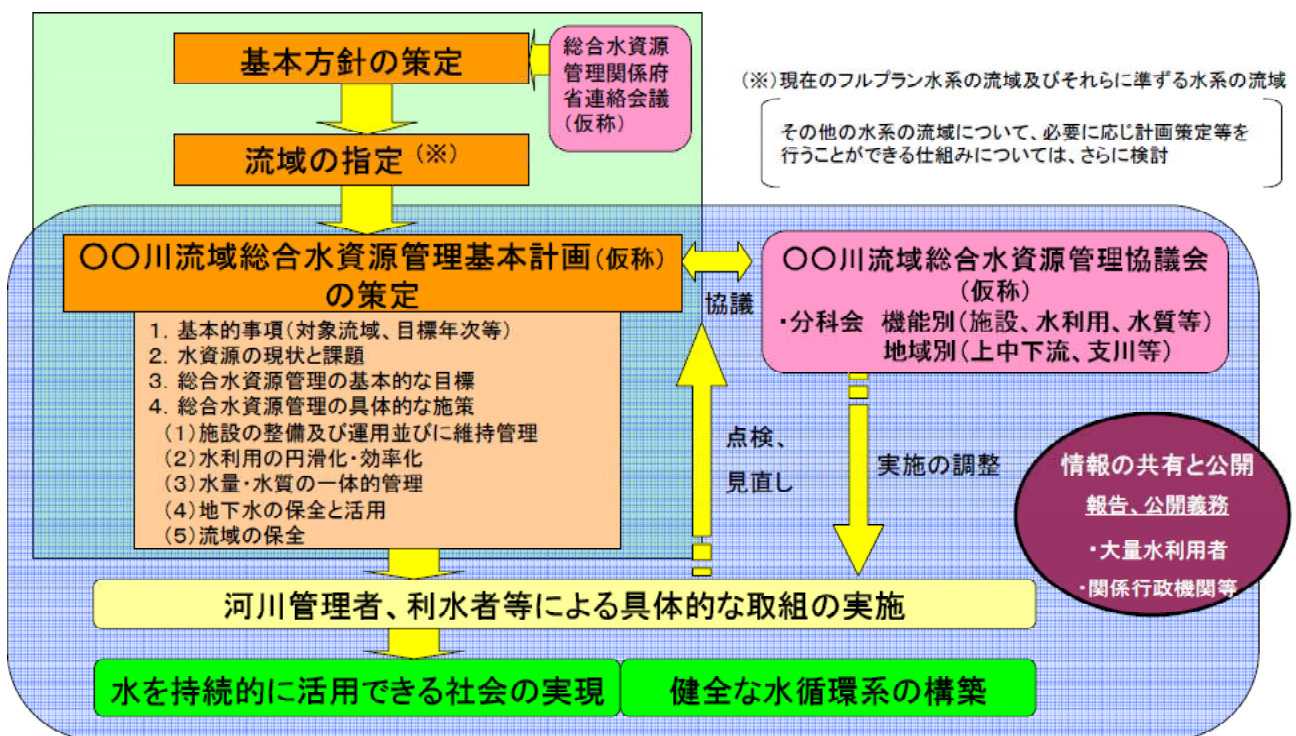 基本方針の策定
総合水資源
管理関係府
省連絡会議
(仮称)
(※)現在のフルプラン水系の流域及びそれらに準ずる水系の流域
その他の水系の流域について、必要に応じ計画策定等を
行うことができる仕組みについては、さらに検討
流域の指定(※)
〇〇川流域総合水資源管理基本計画(仮称)
の策定
1. 基本的事項(対象流域、目標年次等)
2. 水資源の現状と課題
3. 総合水資源管理の基本的な目標
4. 総合水資源管理の具体的な施策
(1)施設の整備及び運用並びに維持管理
(2)水利用の円滑化・効率化
(3)水量・水質の一体的管理
(4)地下水の保全と活用
(5)流域の保全
協議
〇〇川流域総合水資源管理協議会
(仮称)
・分科会 機能別(施設、水利用、水質等)
地域別(上中下流、支川等)
点検、
見直し
実施の調整
情報の共有と公開
報告、公開義務
・大量水利用者
・関係行政機関等
河川管理者、利水者等による具体的な取組の実施
水を持続的に活用できる社会の実現
健全な水循環系の構築